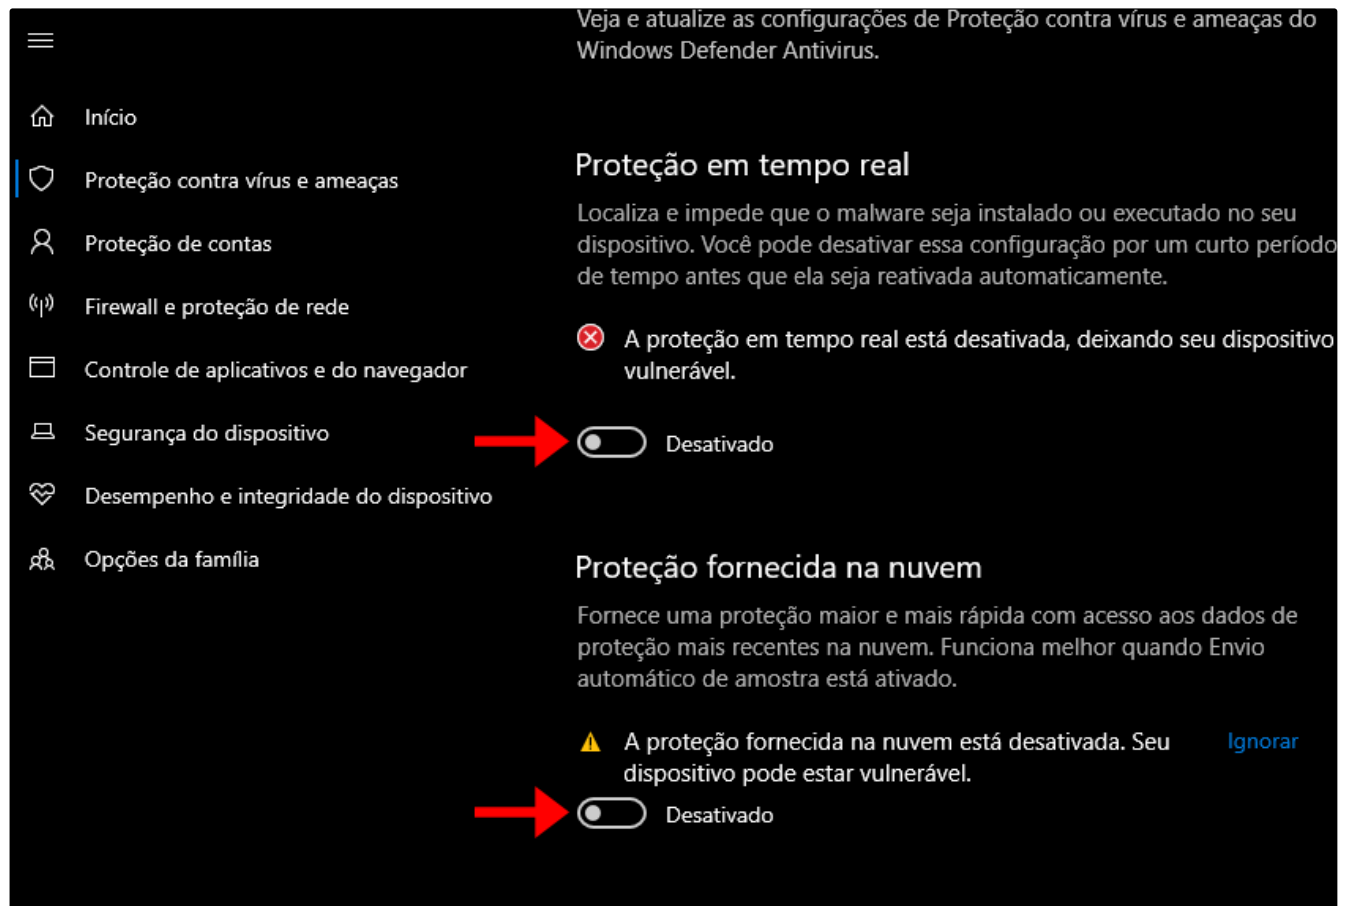 Início
Proteção contra vírus e ameaças
Proteção de contas
Firewall e proteção de rede
Controle de aplicativos e do navegador
Segurança do dispositivo
Desempenho e integridade do dispositivo
Opções da família
Veja e atualize as configurações de Proteção contra vírus e ameaças do
Windows Defender Antivirus.
Proteção em tempo real
Localiza e impede que o malware seja instalado ou executado no seu
dispositivo. Você pode desativar essa configuração por um curto período
de tempo antes que ela seja reativada automaticamente.
A proteção em tempo real está desativada, deixando seu dispositivo
vulnerável.
Desativado
Proteção fornecida na nuvem
Fornece uma proteção maior e mais rápida com acesso aos dados de
proteção mais recentes na nuvem. Funciona melhor quando Envio
automático de amostra está ativado.
A proteção fornecida na nuvem está desativada. Seu
dispositivo pode estar vulnerável.
Ignorar
Desativado